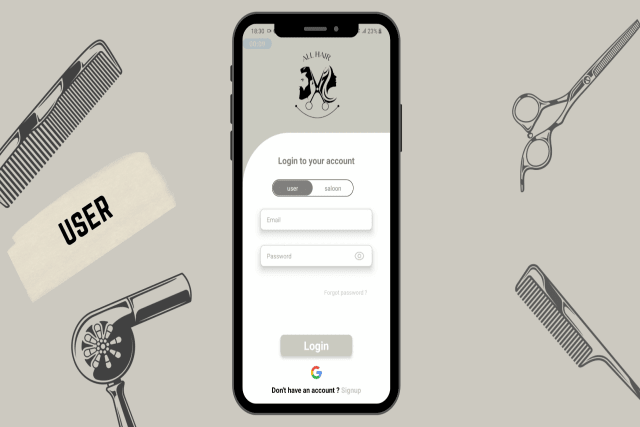 18:30
23%
ALL HAIR
Login to your account
user saloon
Email
Password
Forget password ?
Login
Don't have an account ? Signup
USER